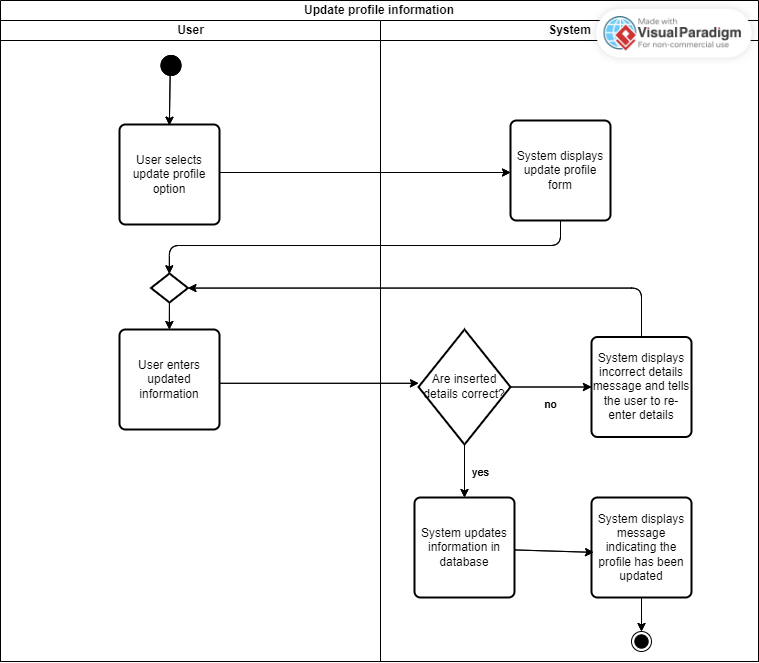 Update profile information
User
System
Made with
VisualParadigm
For non-commercial use
User selects
update profile
option
System displays
update profile
form
User enters
updated
information
Are inserted
details correct?
no
System displays
incorrect details
message and tells
the user to re-
enter details
yes
System updates
information in
database
System displays
message
indicating the
profile has been
updated